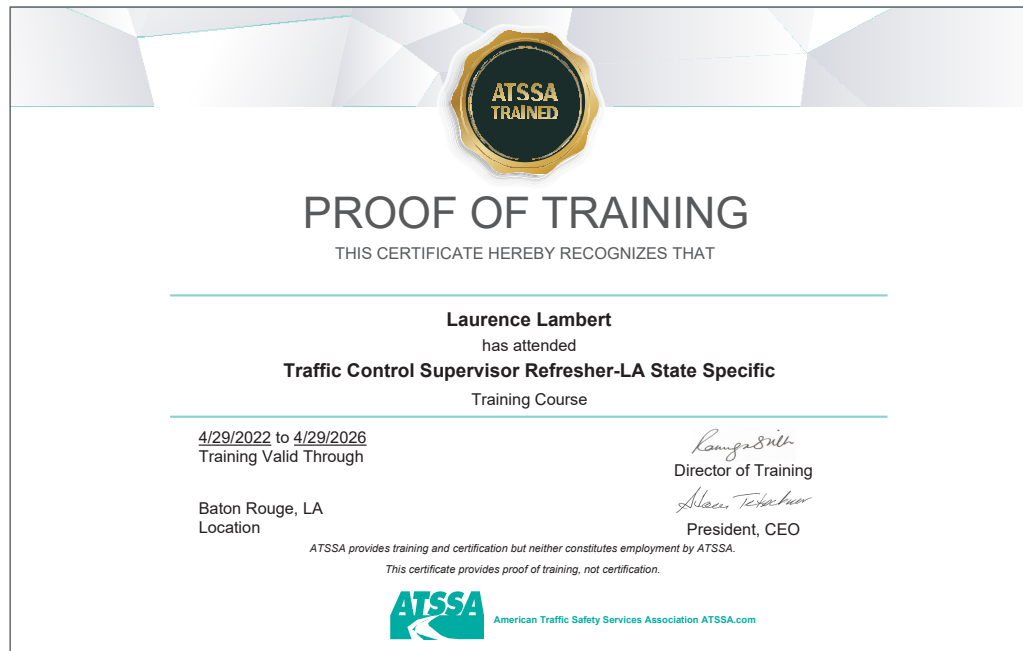 ATSSA
TRAINED
PROOF OF TRAINING
THIS CERTIFICATE HEREBY RECOGNIZES THAT
Laurence Lambert
has attended
Traffic Control Supervisor Refresher-LA State Specific
Training Course
4/29/2022 to 4/29/2026
Training Valid Through
Director of Training
Baton Rouge, LA
Location
President, CEO
ATSSA provides training and certification but neither constitutes employment by ATSSA.
This certificate provides proof of training, not certification.
ATSSA
American Traffic Safety Services Association ATSSA.com